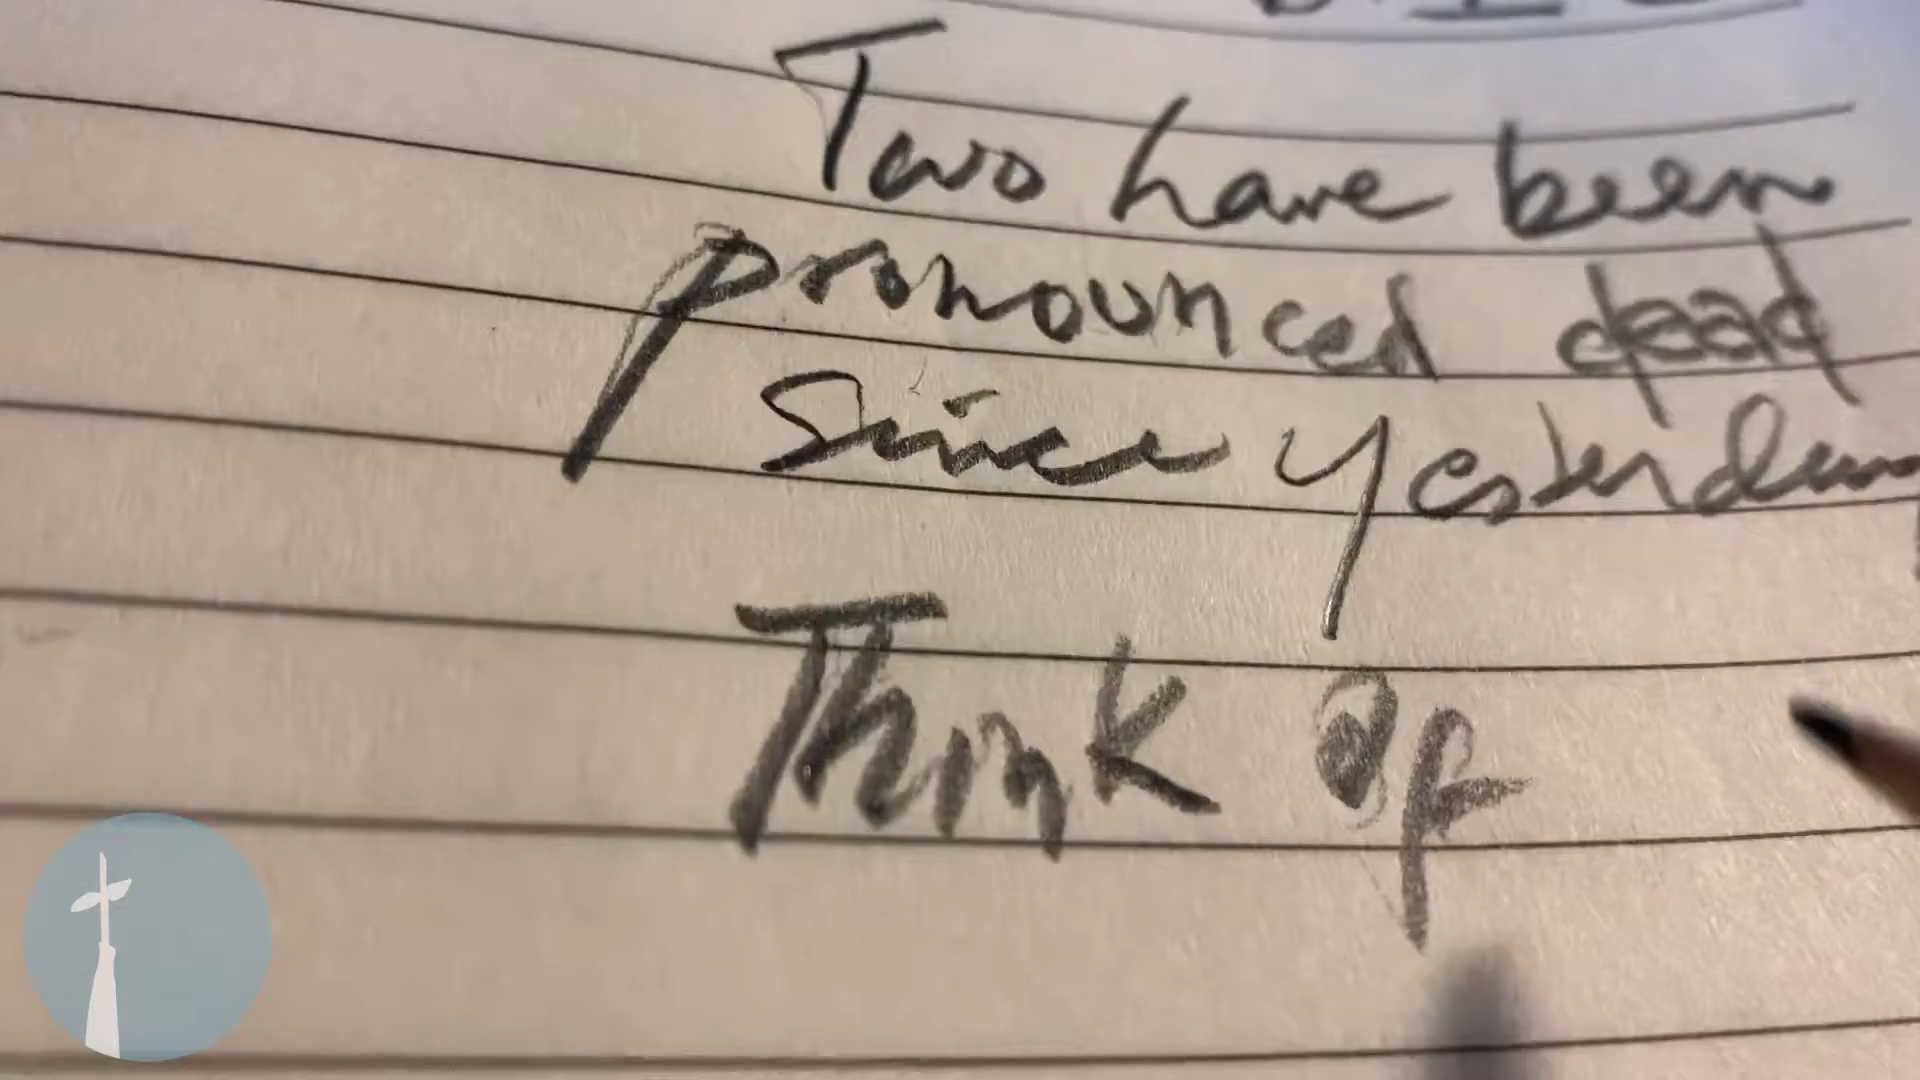 Two have been
pronounced dead
since yesterday
Think of